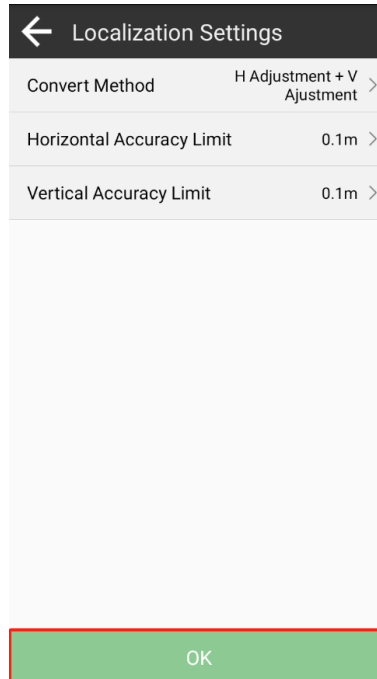 Localization Settings
Convert Method
H Adjustment + V
Ajustment
Horizontal Accuracy Limit
0.1m
Vertical Accuracy Limit
0.1m
OK